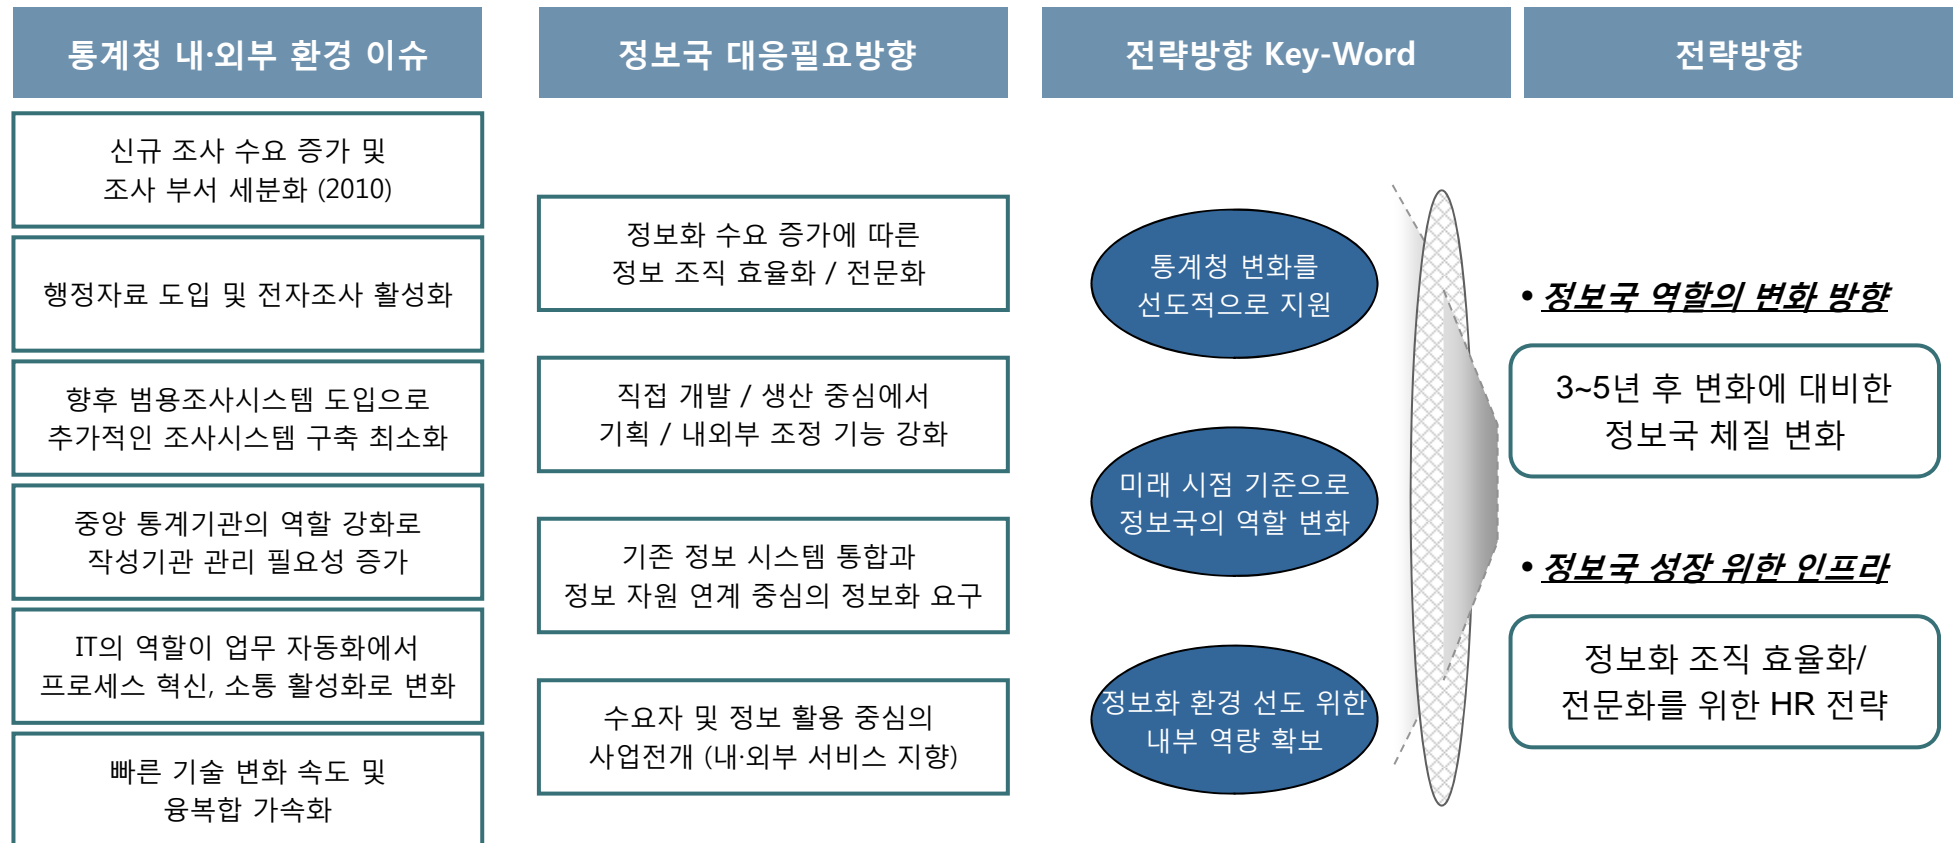 통계청 내·외부 환경 이슈
신규 조사 수요 증가 및
조사 부서 세분화 (2010)
행정자료 도입 및 전자조사 활성화
향후 범용조사시스템 도입으로
추가적인 조사시스템 구축 최소화
중앙 통계기관의 역할 강화로
작성기관 관리 필요성 증가
IT의 역할이 업무 자동화에서
프로세스 혁신, 소통 활성화로 변화
빠른 기술 변화 속도 및
융복합 가속화
정보국 대응필요방향
정보화 수요 증가에 따른
정보 조직 효율화 / 전문화
직접 개발 / 생산 중심에서
기획 / 내외부 조정 기능 강화
기존 정보 시스템 통합과
정보 자원 연계 중심의 정보화 요구
수요자 및 정보 활용 중심의
사업전개 (내·외부 서비스 지향)
전략방향 Key-Word
통계청 변화를
선도적으로 지원
미래 시점 기준으로
정보국의 역할 변화
정보화 환경 선도 위한
내부 역량 확보
전략방향
• 정보국 역할의 변화 방향
3~5년 후 변화에 대비한
정보국 체질 변화
• 정보국 성장 위한 인프라
정보화 조직 효율화/
전문화를 위한 HR 전략